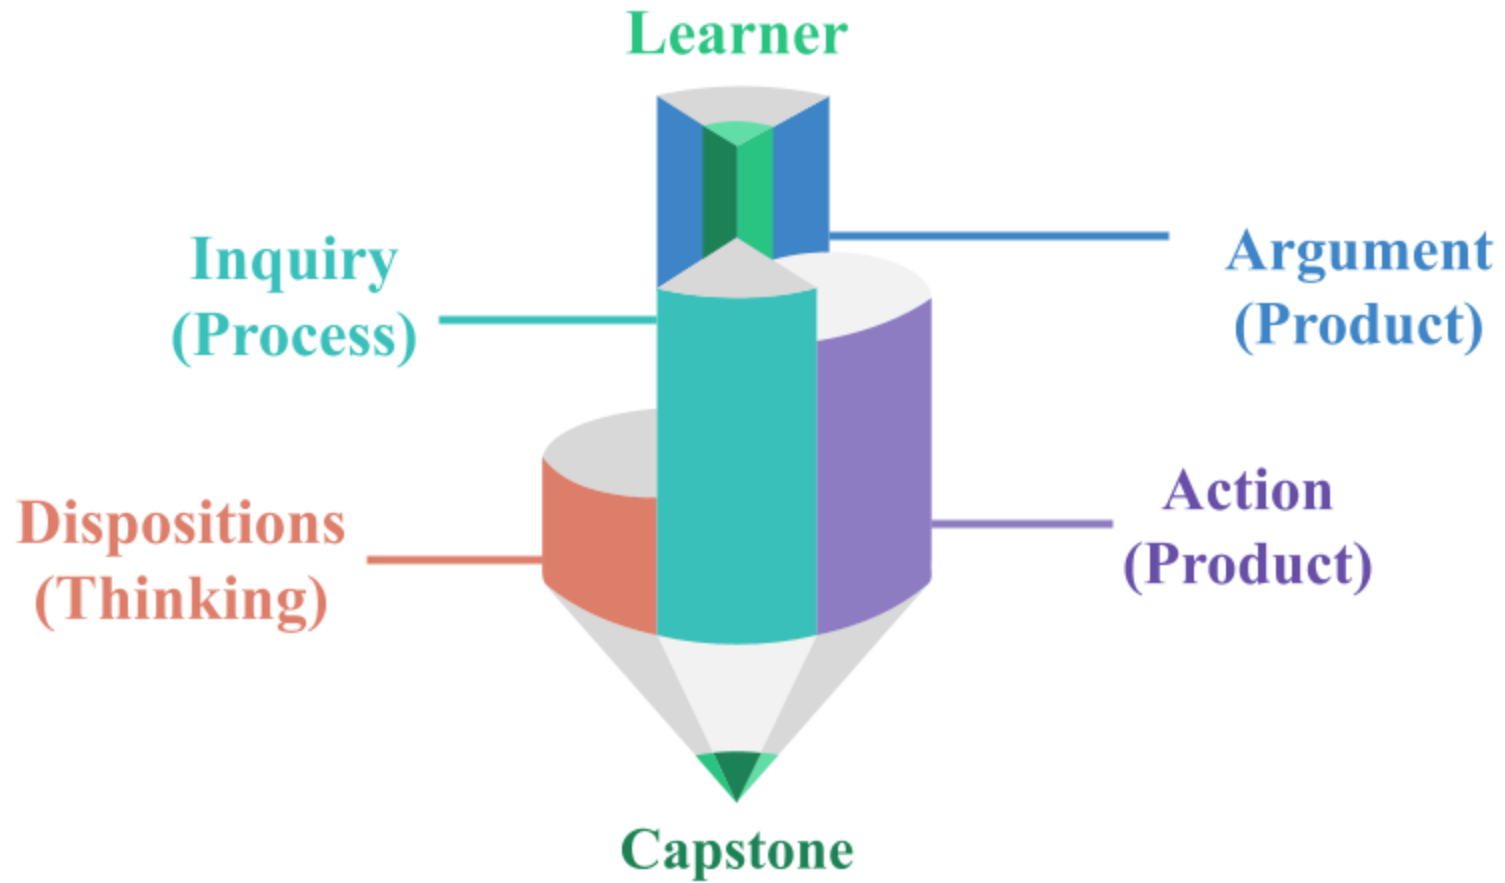 Learner
Inquiry
(Process)
Argument
(Product)
Dispositions
(Thinking)
Action
(Product)
Capstone